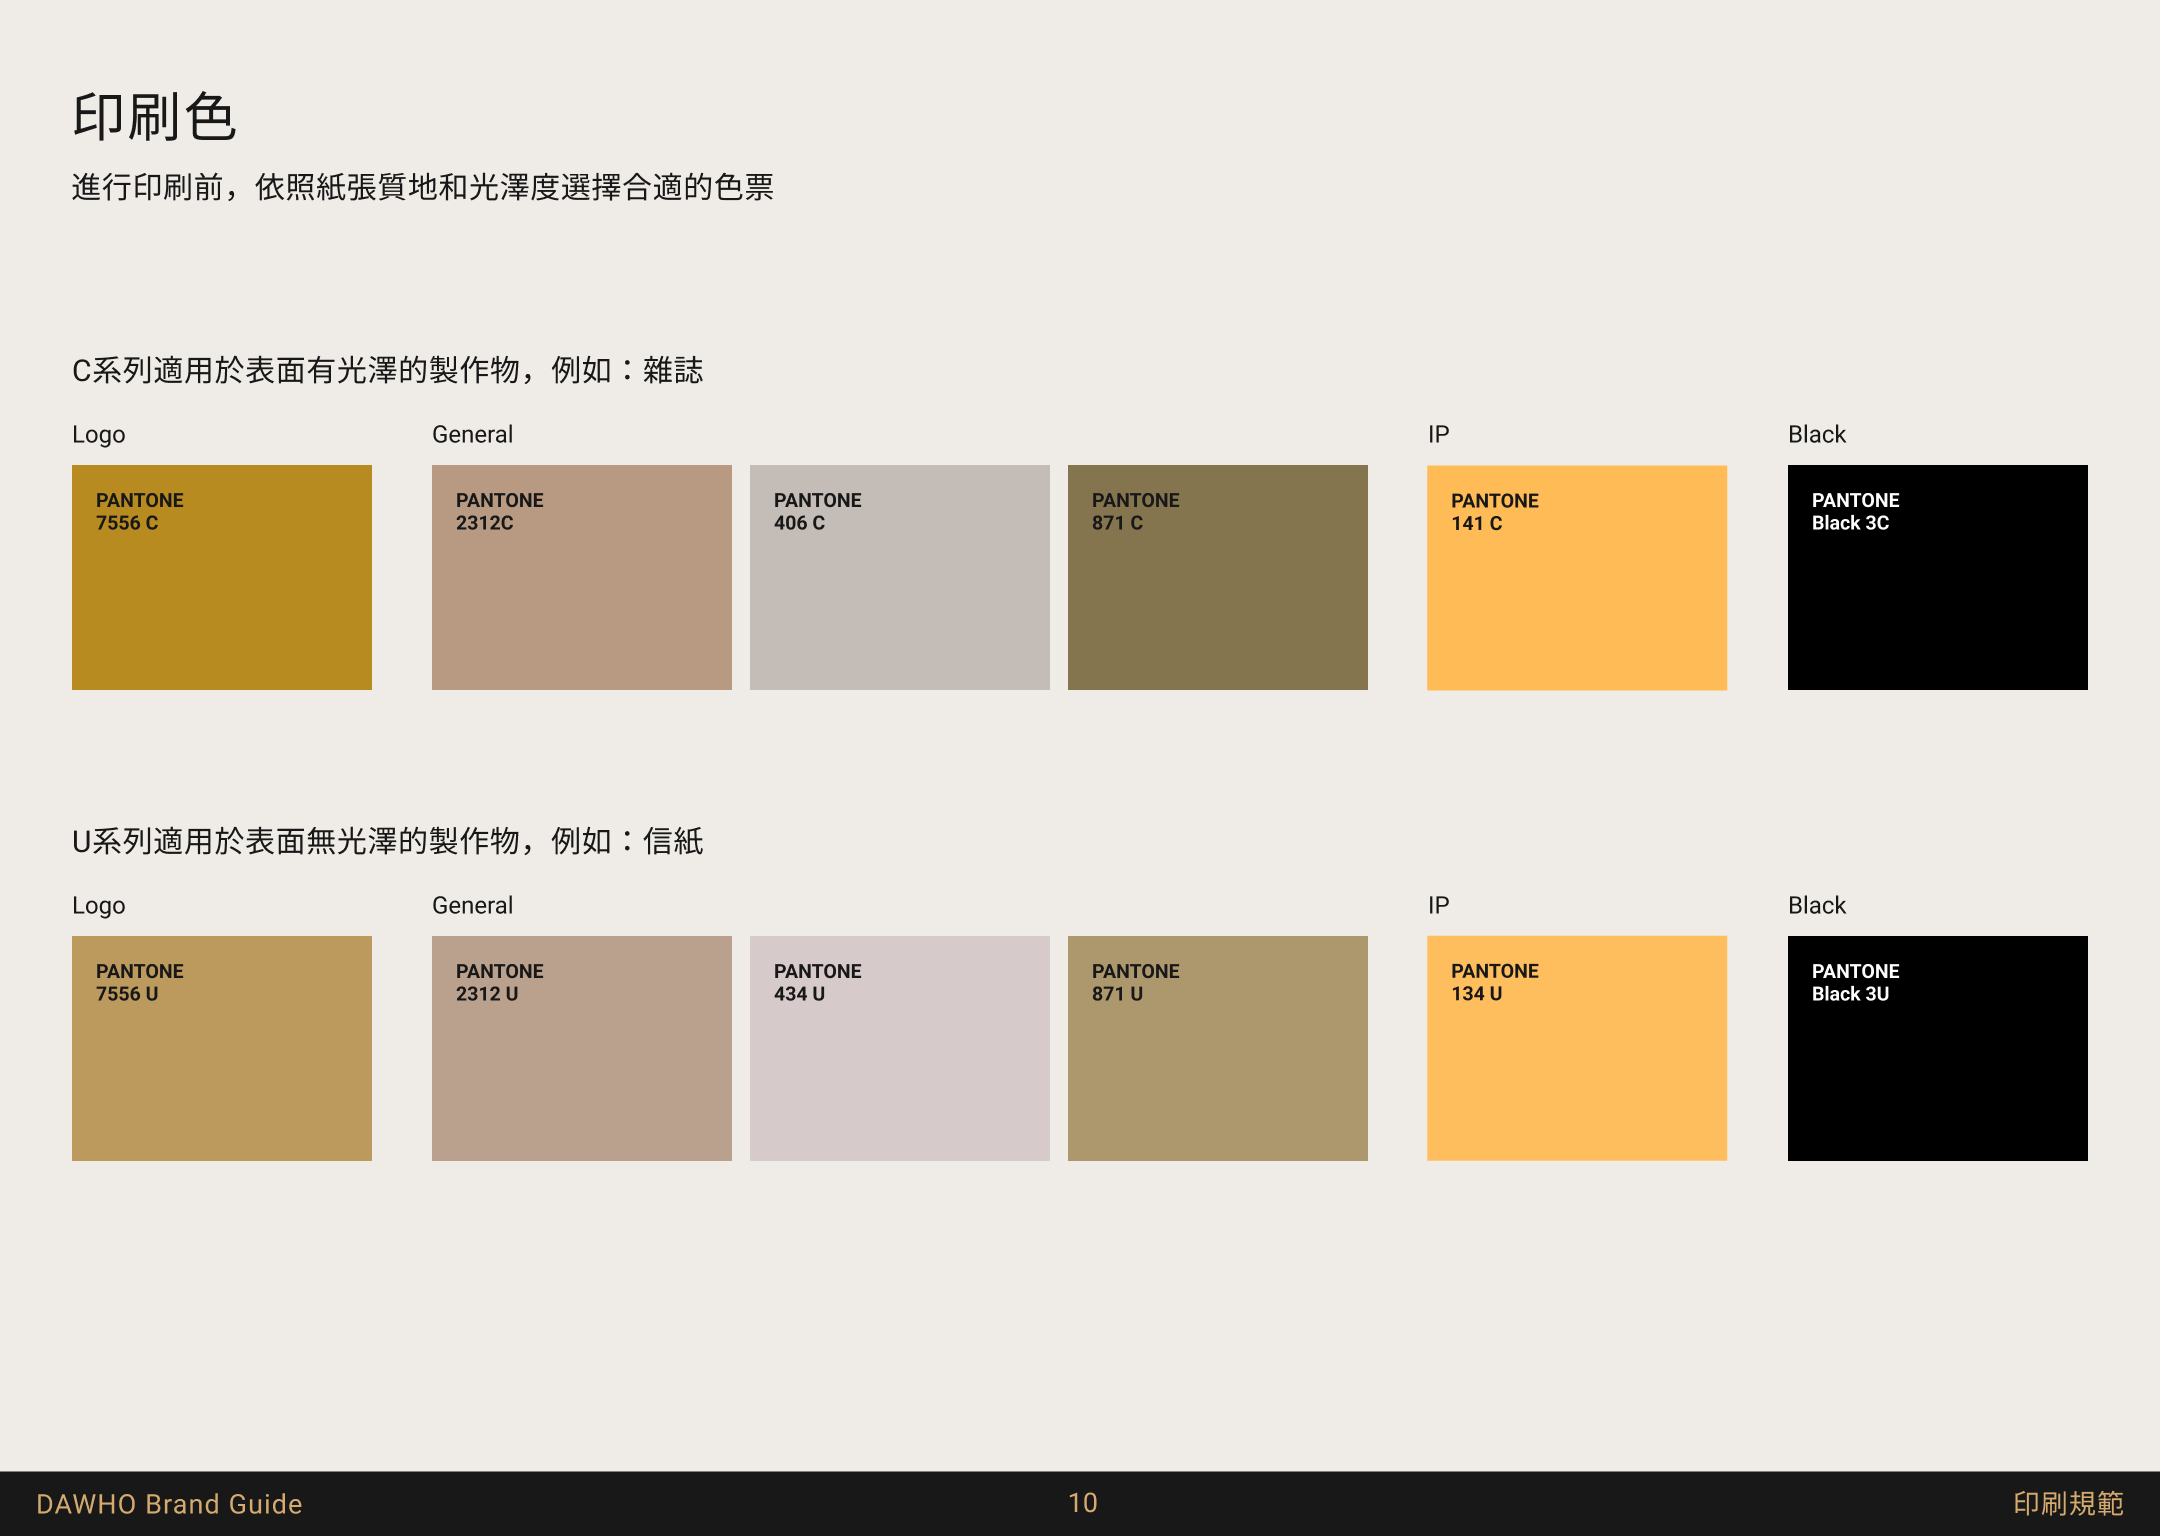 印刷色
進行印刷前，依照紙張質地和光澤度選擇合適的色票
C系列適用於表面有光澤的製作物，例如：雜誌
Logo
General
IP
Black
PANTONE
7556 C
PANTONE
2312C
PANTONE
406 C
PANTONE
871 C
PANTONE
141 C
PANTONE
Black 3C
U系列適用於表面無光澤的製作物，例如：信紙
Logo
General
IP
Black
PANTONE
7556 U
PANTONE
2312 U
PANTONE
434 U
PANTONE
871 U
PANTONE
134 U
PANTONE
Black 3U
DAWHO Brand Guide
10
印刷規範